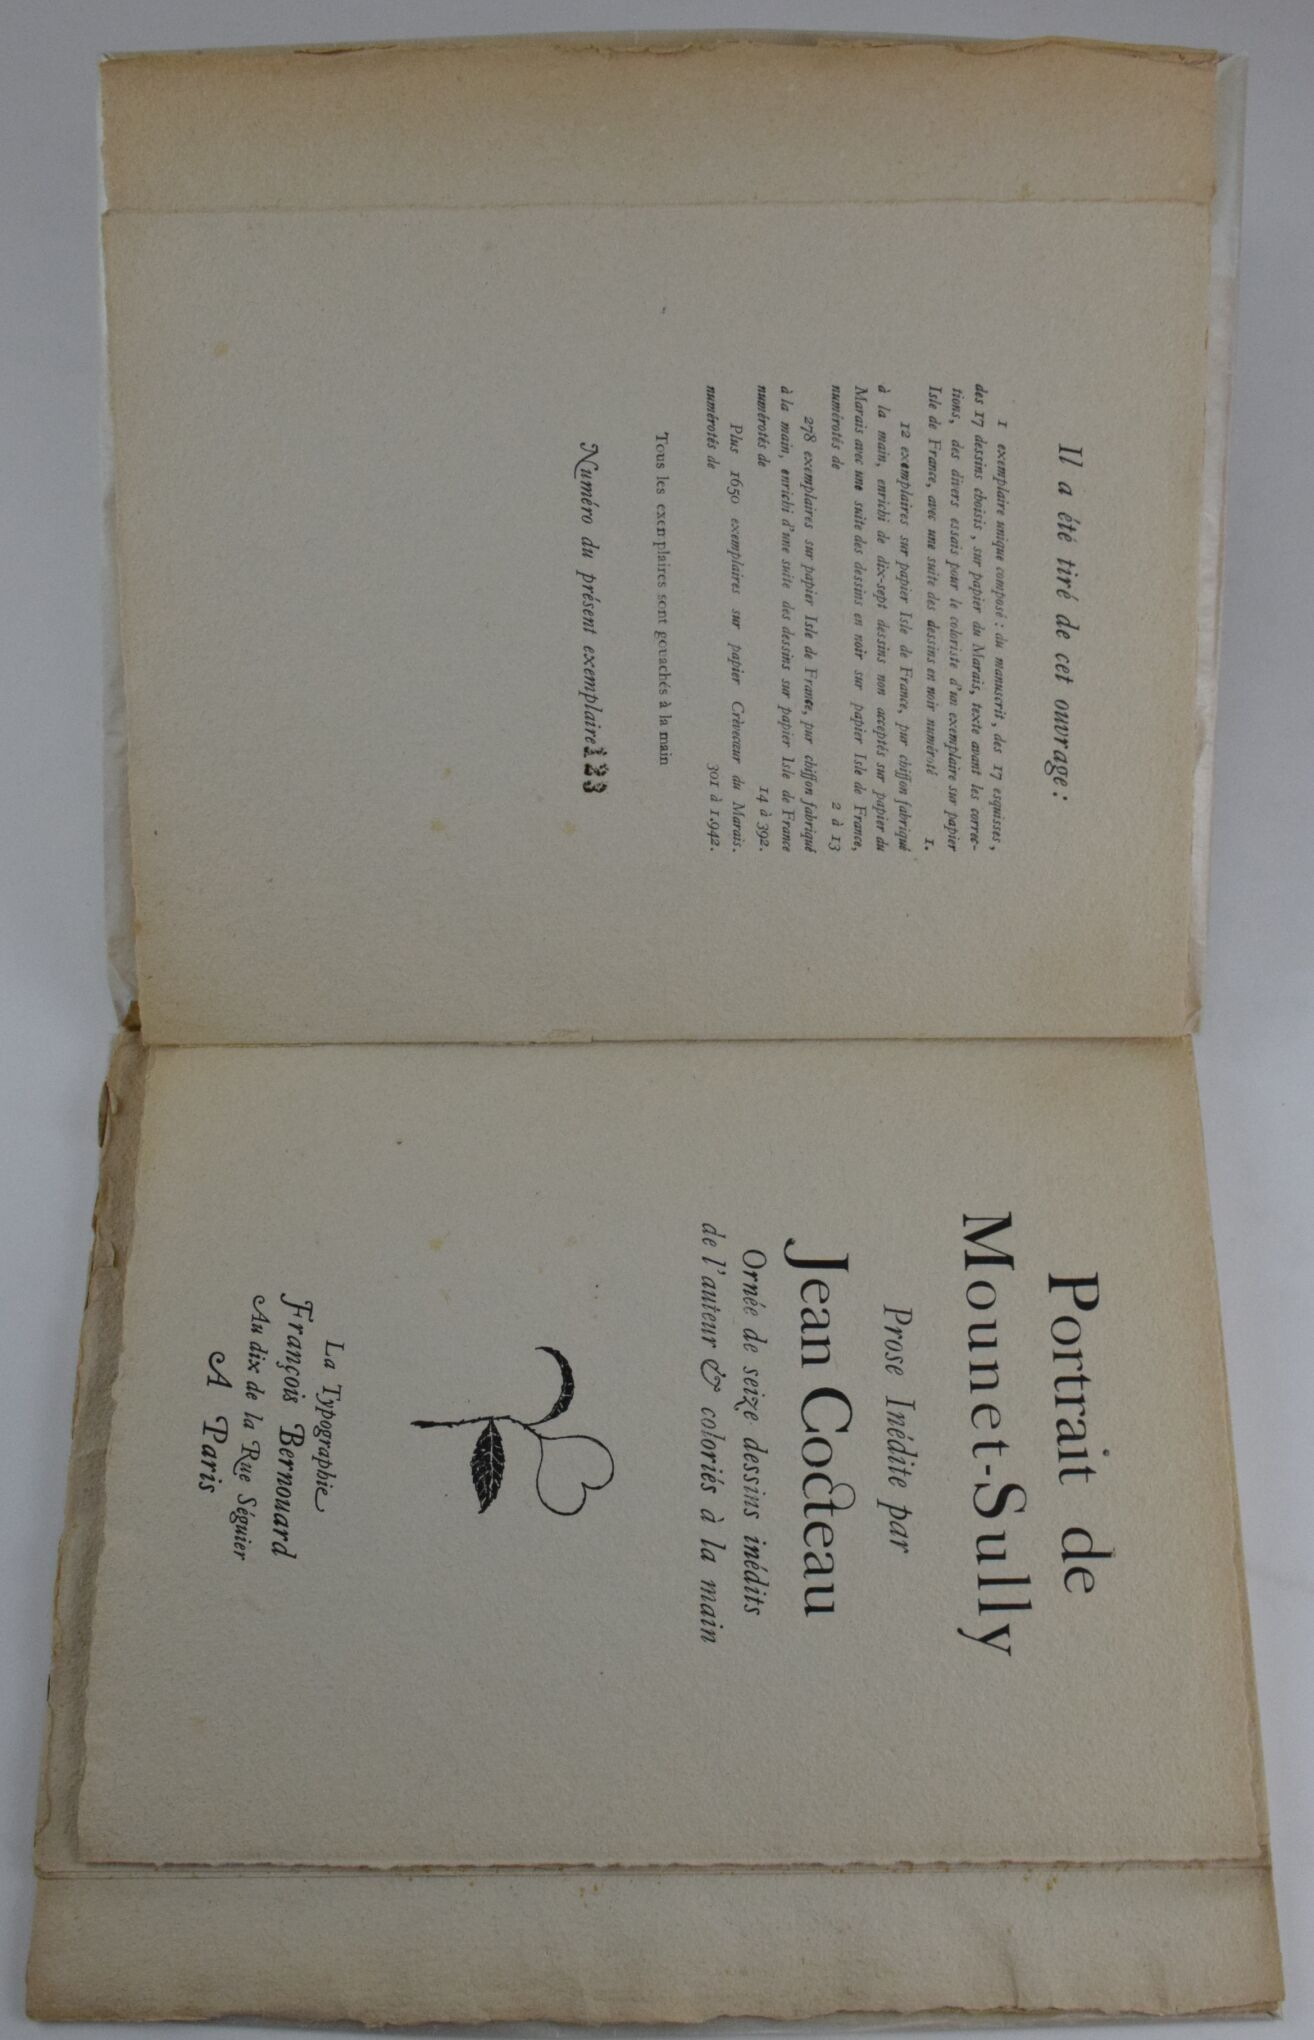 Il a été tiré de cet ouvrage :
1 exemplaire unique composé : du manuscrit, des 17 esquisses,
des 17 dessins choisis, sur papier du Marais, texte avant les correc-
tions, des divers essais pour le coloriste d'un exemplaire sur papier
Isle de France, avec une suite des dessins en noir numéroté 1.
12 exemplaires sur papier Isle de France, pur chiffon fabriqué
à la main, enrichi de dix-sept dessins non acceptés sur papier du
Marais avec une suite des dessins en noir sur papier Isle de France,
numérotés de 2 à 13
278 exemplaires sur papier Isle de France, pur chiffon fabriqué
à la main, enrichi d'une suite des dessins sur papier Isle de France
numérotés de 14 à 392.
Plus 1650 exemplaires sur papier Crèvecœur du Marais.
numérotés de 301 à 1.942.
Tous les exemplaires sont gouachés à la main
Numéro du présent exemplaire 123
Portrait de
Mounet-Sully
Prose Inédite par
Jean Cocteau
Ornée de seize dessins inédits
de l'auteur & coloriés à la main
La Typographie
François Bernouard
Au dix de la Rue Séguier
A Paris